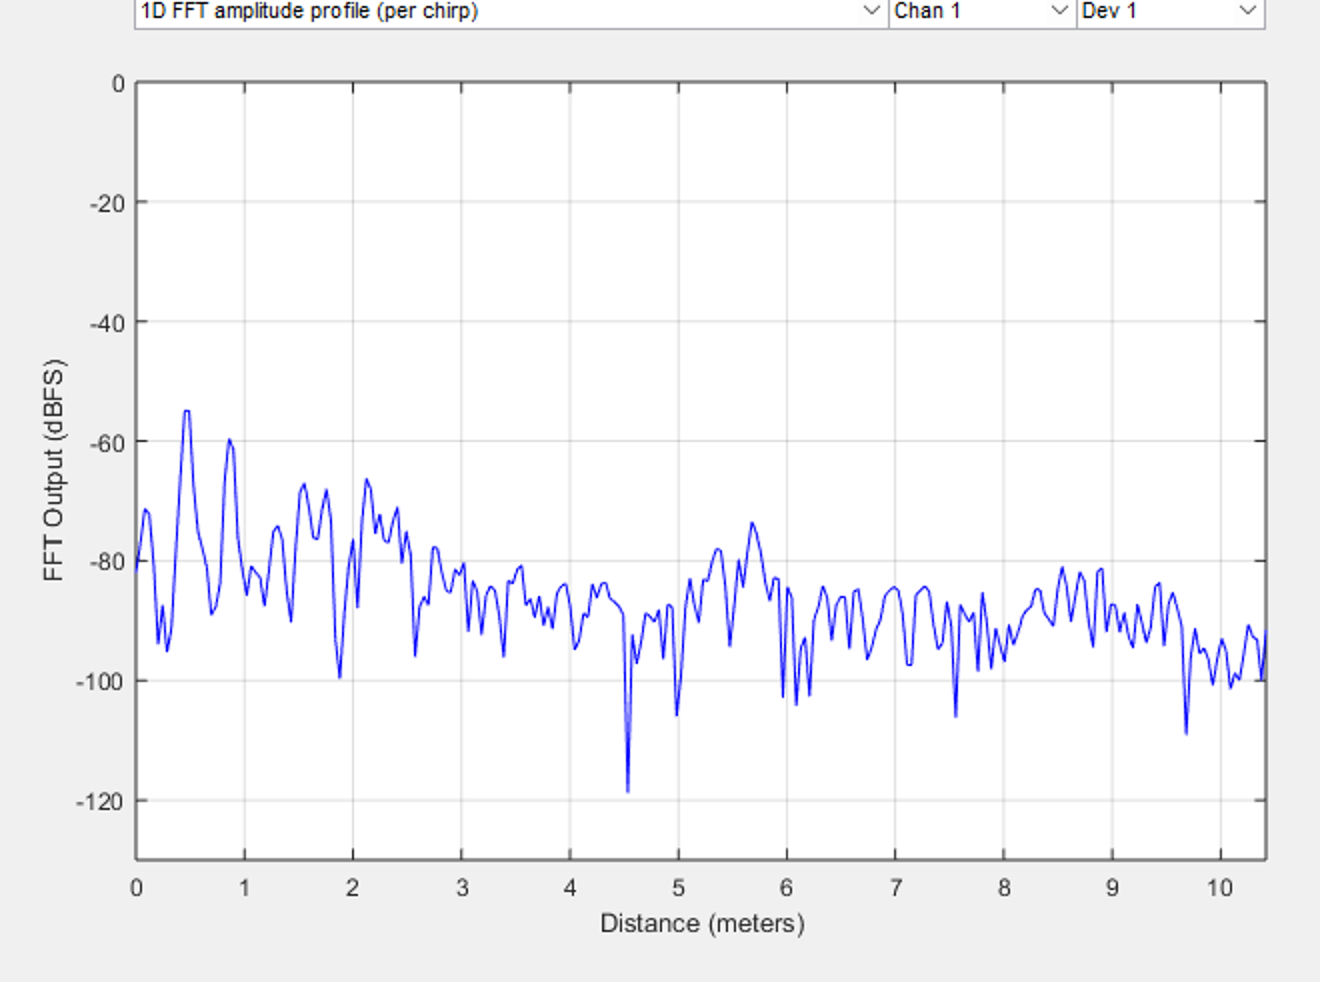 1D FFT amplitude profile (per chirp) Chan 1 Dev 1
0
-20
-40
-60
-80
-100
-120
FFT Output (dBFS)
0 1 2 3 4 5 6 7 8 9 10
Distance (meters)